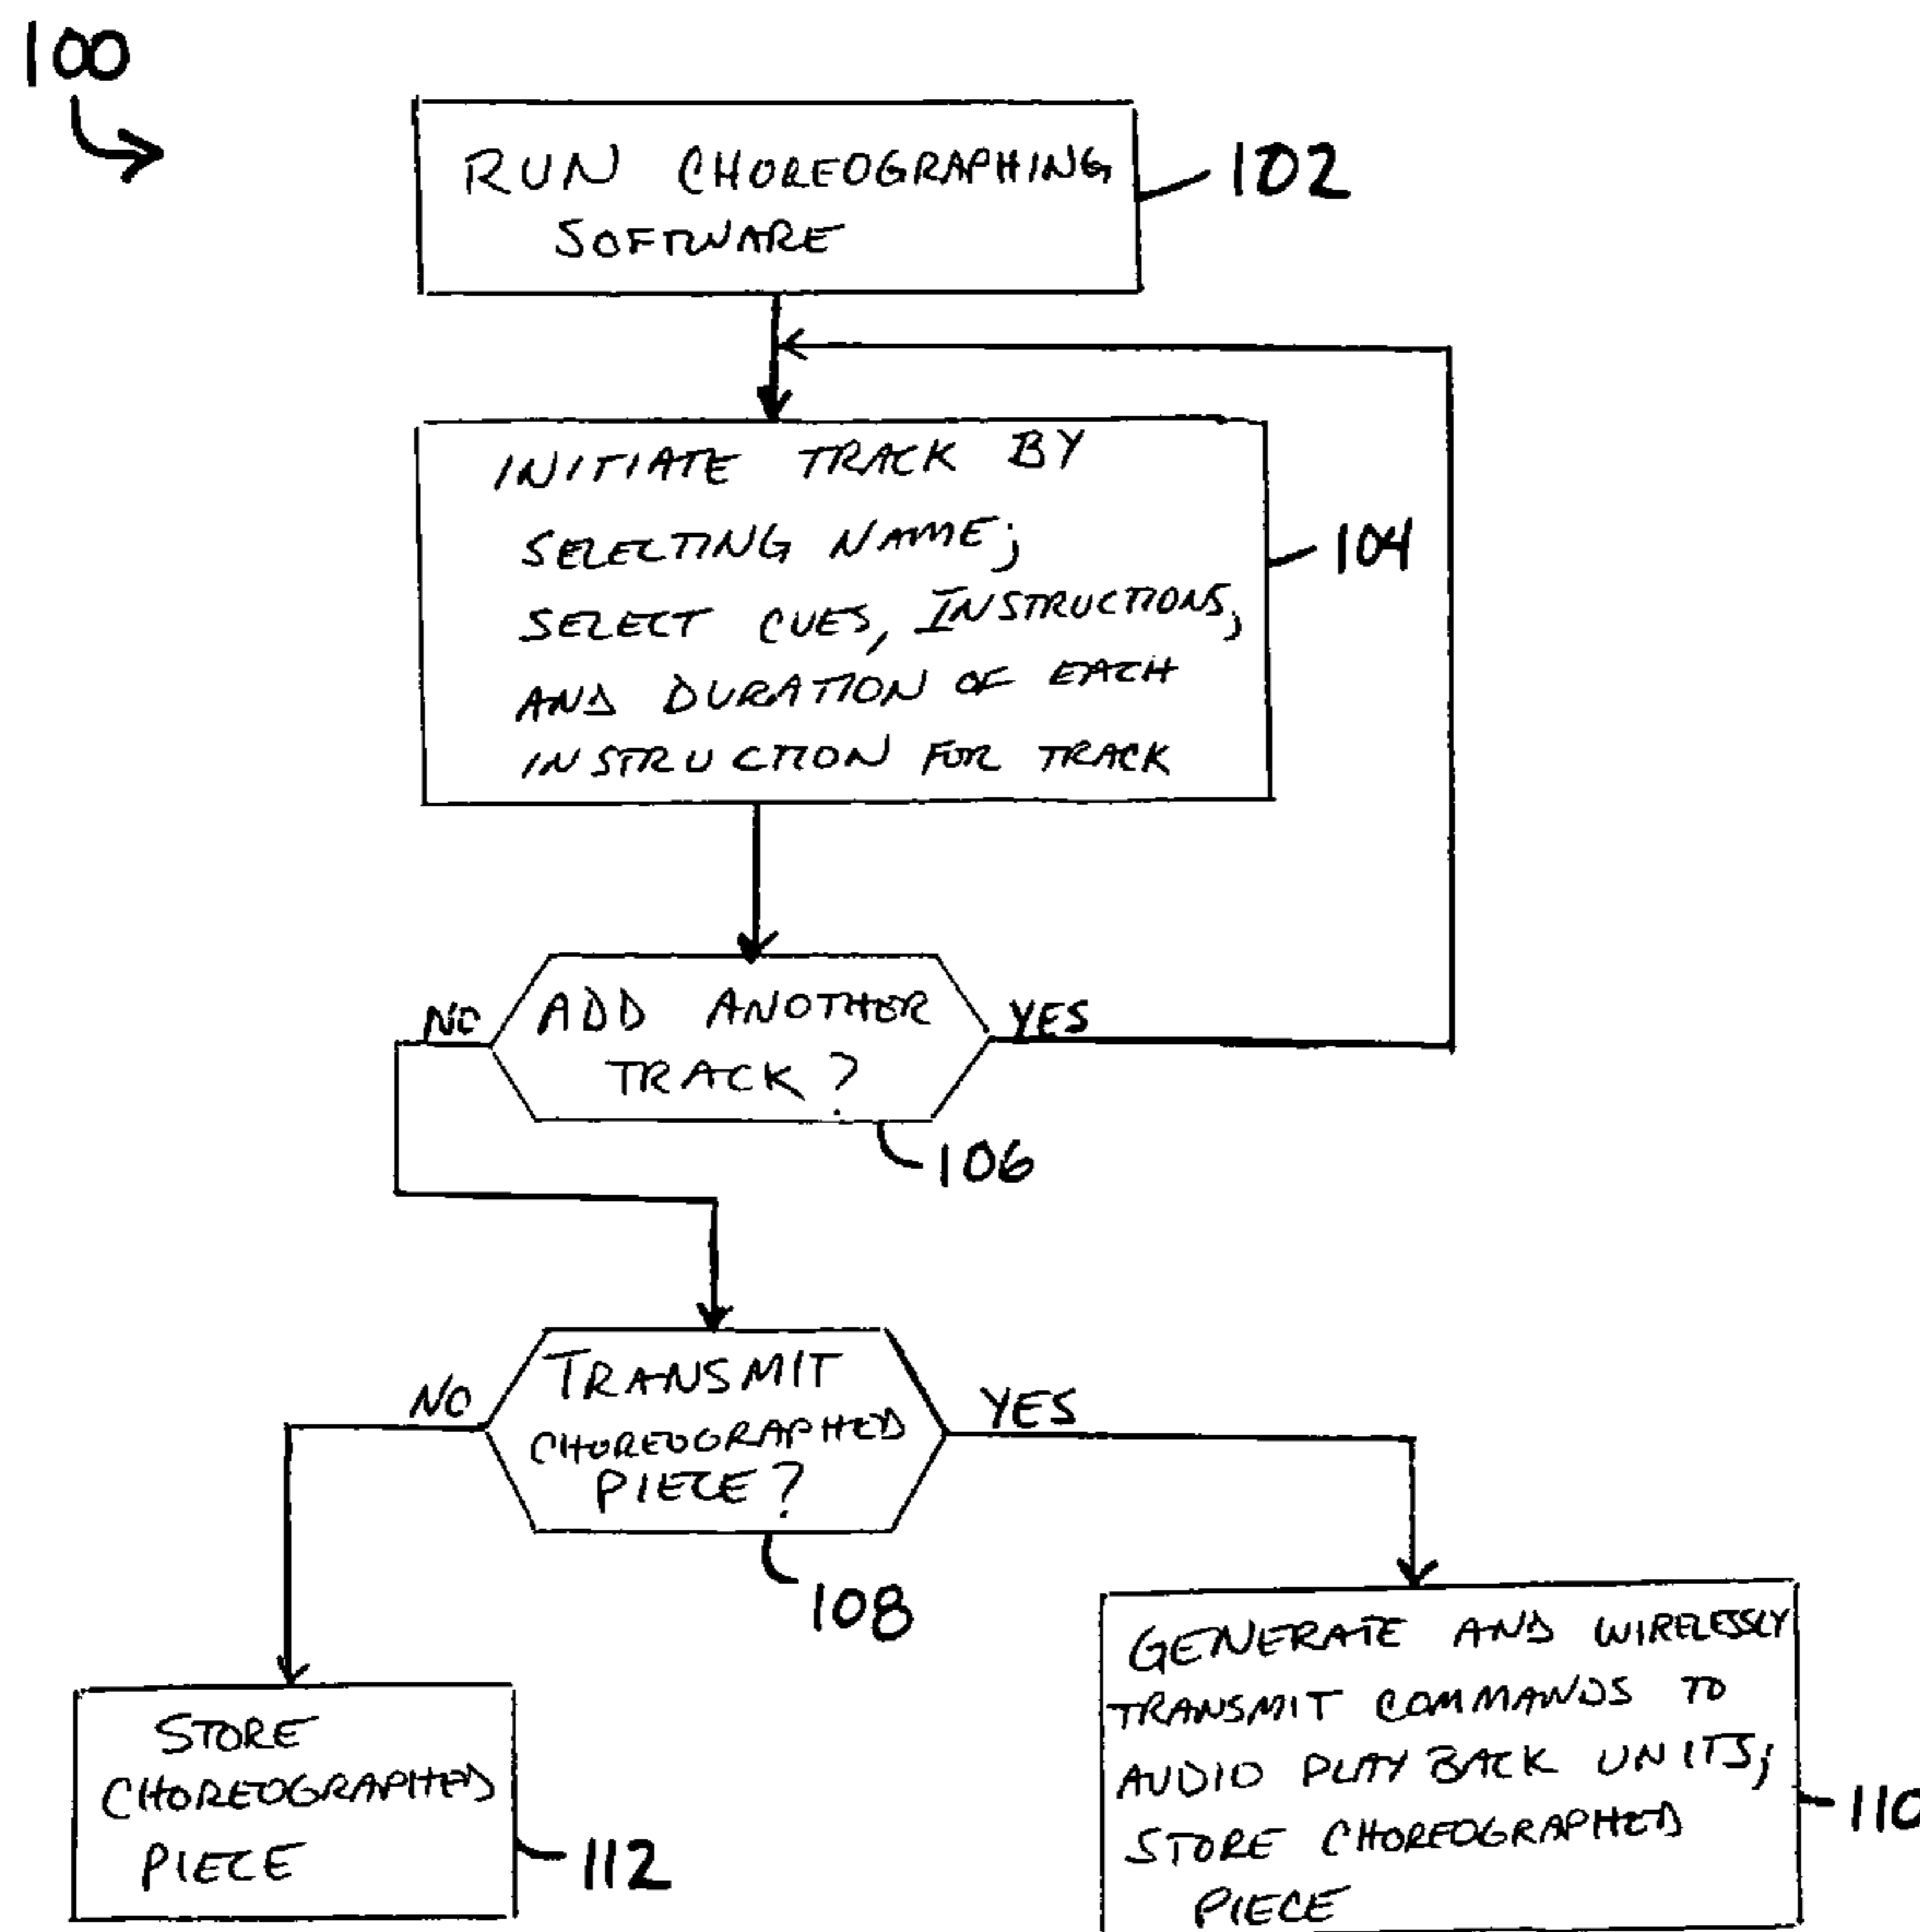 100
RUN CHOREOGRAPHING
SOFTWARE
102
INITIATE TRACK BY
SELECTING NAME;
SELECT CUES, INSTRUCTIONS,
AND DURATION OF EACH
INSTRUCTION FOR TRACK
104
NO
ADD ANOTHER
TRACK?
YES
106
NO
TRANSMIT
CHOREOGRAPHED
PIECE?
YES
108
STORE
CHOREOGRAPHED
PIECE
112
GENERATE AND WIRELESSLY
TRANSMIT COMMANDS TO
AUDIO PLAYBACK UNITS;
STORE CHOREOGRAPHED
PIECE
110